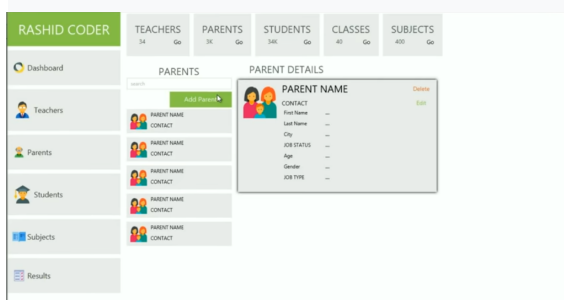 RASHID CODER
TEACHERS
34 Go
PARENTS
3K Go
STUDENTS
34K Go
CLASSES
40 Go
SUBJECTS
400 Go
Dashboard
Teachers
Parents
Students
Subjects
Results
PARENTS
search
Add Parent
PARENT NAME
CONTACT
PARENT NAME
CONTACT
PARENT NAME
CONTACT
PARENT NAME
CONTACT
PARENT NAME
CONTACT
PARENT DETAILS
PARENT NAME
Delete
CONTACT
Edit
First Name ...
Last Name ...
City ...
JOB STATUS ...
Age ...
Gender ...
JOB TYPE ...